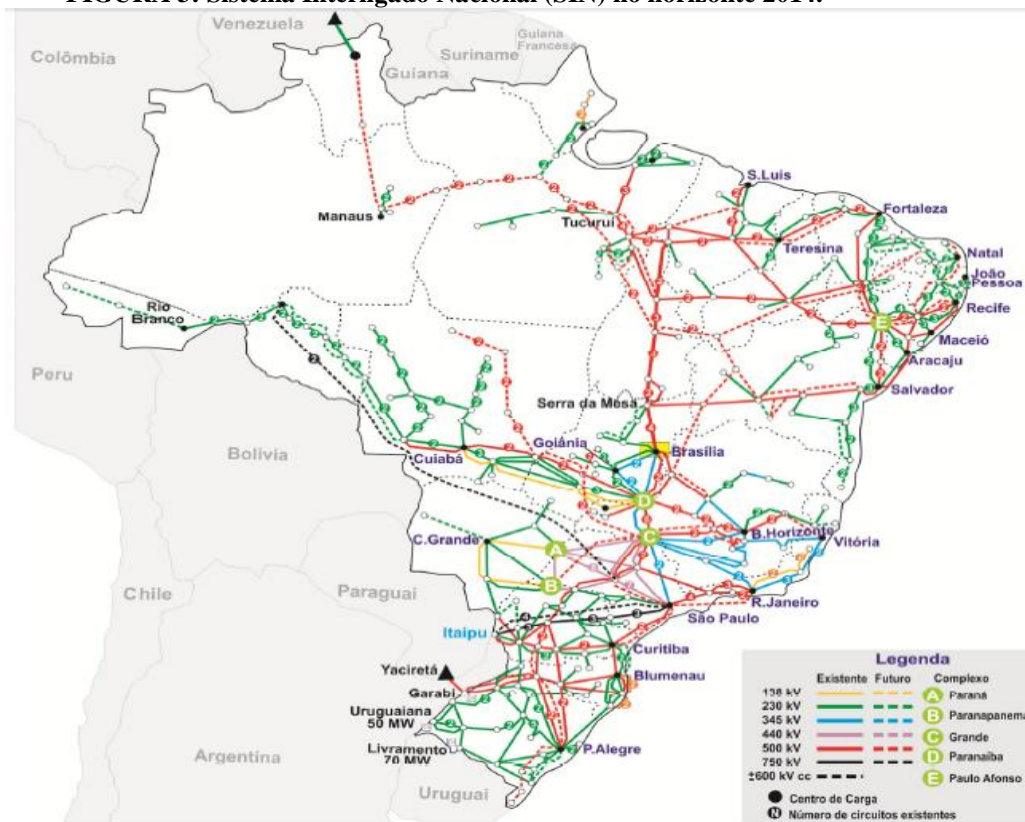 FIGURA 3: Sistema Interligado Nacional (SIN) no horizonte 2014.
Venezuela
Colômbia
Guiana
Suriname
Guiana
Francesa
Manaus
Tucuruí
S.Luis
Fortaleza
Teresina
Natal
João
Pessoa
Recife
Maceió
Aracaju
Salvador
Rio
Branco
Peru
Bolívia
Serra da Mesa
Cuiabá
Goiânia
Brasília
C.Grande
B.Horizonte
Vitória
R.Janeiro
São Paulo
Chile
Paraguai
Itaipu
Curitiba
Blumenau
Yaciretá
Garabi
Uruguaiana
50 MW
Livramento
70 MW
P.Alegre
Argentina
Uruguai
A
B
C
D
E
Legenda
Existente Futuro Complexo
138 kV A Paraná
230 kV B Paranapanema
345 kV C Grande
440 kV D Paranaíba
500 kV E Paulo Afonso
750 kV
±600 kV cc
Centro de Carga
N Número de circuitos existentes